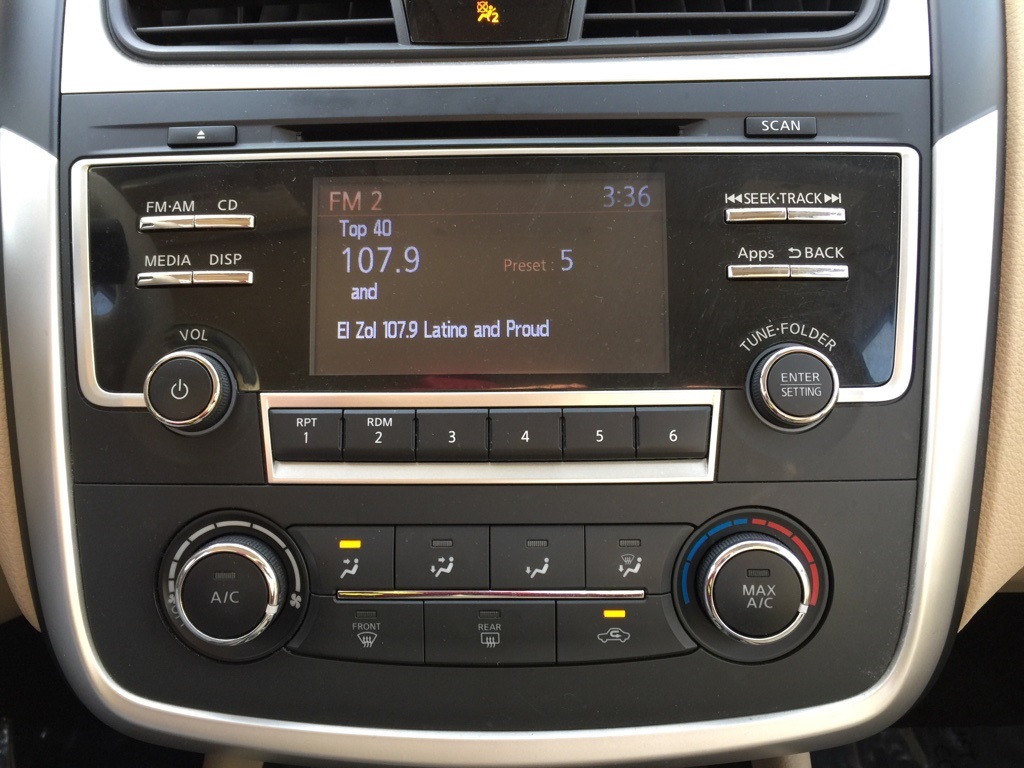 2
SCAN
FM 2 3:36
Top 40
107.9 Preset : 5
and
El Zol 107.9 Latino and Proud
FM·AM CD
MEDIA DISP
VOL
SEEK·TRACK
Apps BACK
TUNE·FOLDER
ENTER
SETTING
RPT RDM
1 2 3 4 5 6
A/C
MAX
A/C
FRONT REAR